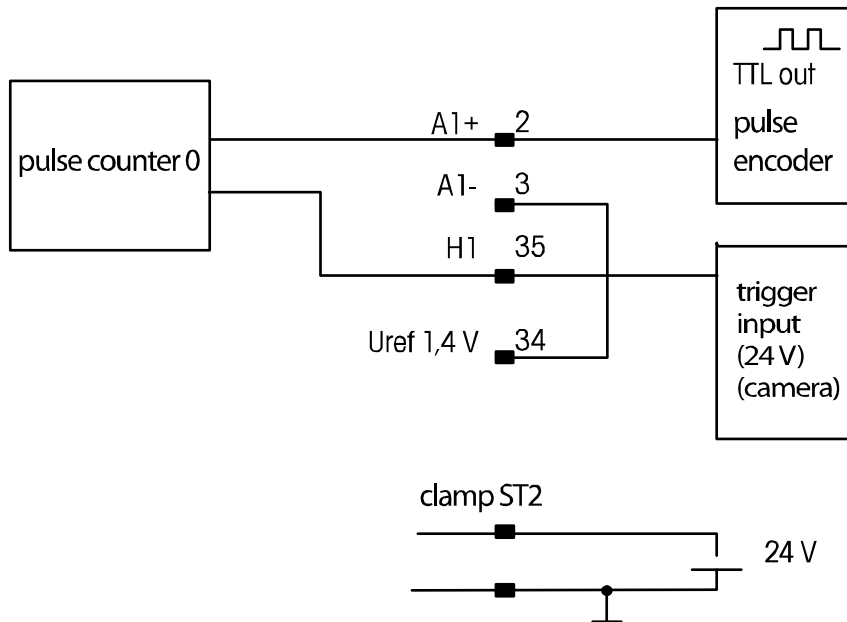 TTL out
pulse
encoder
A1+ 2
pulse counter 0
A1- 3
H1 35
trigger
input
(24 V)
(camera)
Uref 1,4 V 34
clamp ST2
24 V